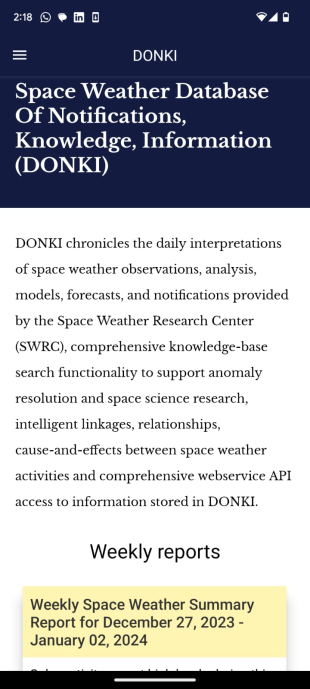 2:18
DONKI
Space Weather Database
Of Notifications,
Knowledge, Information
(DONKI)
DONKI chronicles the daily interpretations
of space weather observations, analysis,
models, forecasts, and notifications provided
by the Space Weather Research Center
(SWRC), comprehensive knowledge-base
search functionality to support anomaly
resolution and space science research,
intelligent linkages, relationships,
cause-and-effects between space weather
activities and comprehensive webservice API
access to information stored in DONKI.
Weekly reports
Weekly Space Weather Summary
Report for December 27, 2023 -
January 02, 2024